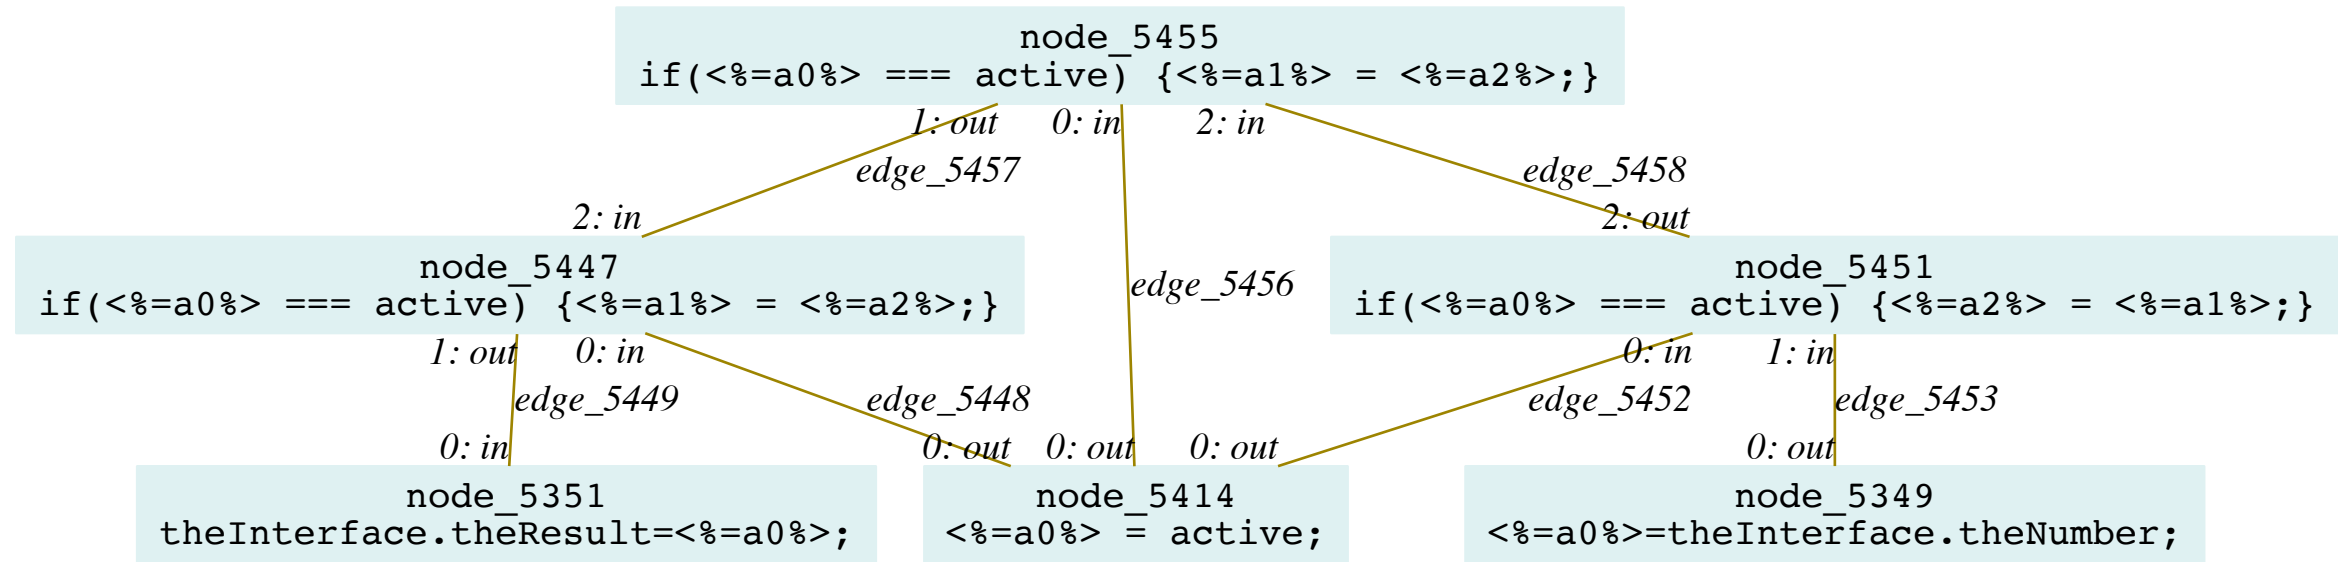 node_5455
if(<%=a0%> === active) {<%=a1%> = <%=a2%>;}
1: out 0: in 2: in
edge_5457 edge_5458
2: in 2: out
node_5447
if(<%=a0%> === active) {<%=a1%> = <%=a2%>;}
edge_5456
node_5451
if(<%=a0%> === active) {<%=a2%> = <%=a1%>;}
1: out 0: in 0: in 1: in
edge_5449 edge_5448 edge_5452 edge_5453
0: in 0: out 0: out 0: out 0: out
node_5351
theInterface.theResult=<%=a0%>;
node_5414
<%=a0%> = active;
node_5349
<%=a0%>=theInterface.theNumber;